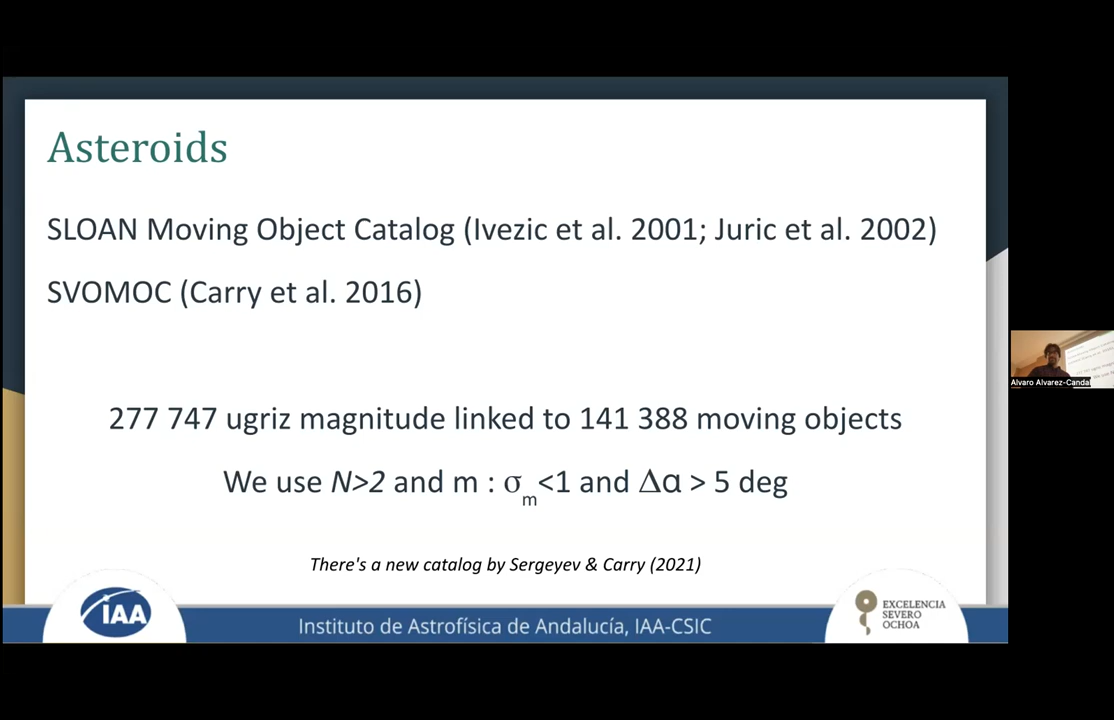 Asteroids
SLOAN Moving Object Catalog (Ivezic et al. 2001; Juric et al. 2002)
SVOMOC (Carry et al. 2016)
277 747 ugriz magnitude linked to 141 388 moving objects
We use N>2 and m : σm<1 and Δα > 5 deg
There's a new catalog by Sergeyev & Carry (2021)
IAA
Instituto de Astrofísica de Andalucía, IAA-CSIC
EXCELENCIA
SEVERO
OCHOA
Alvaro Alvarez-Candal